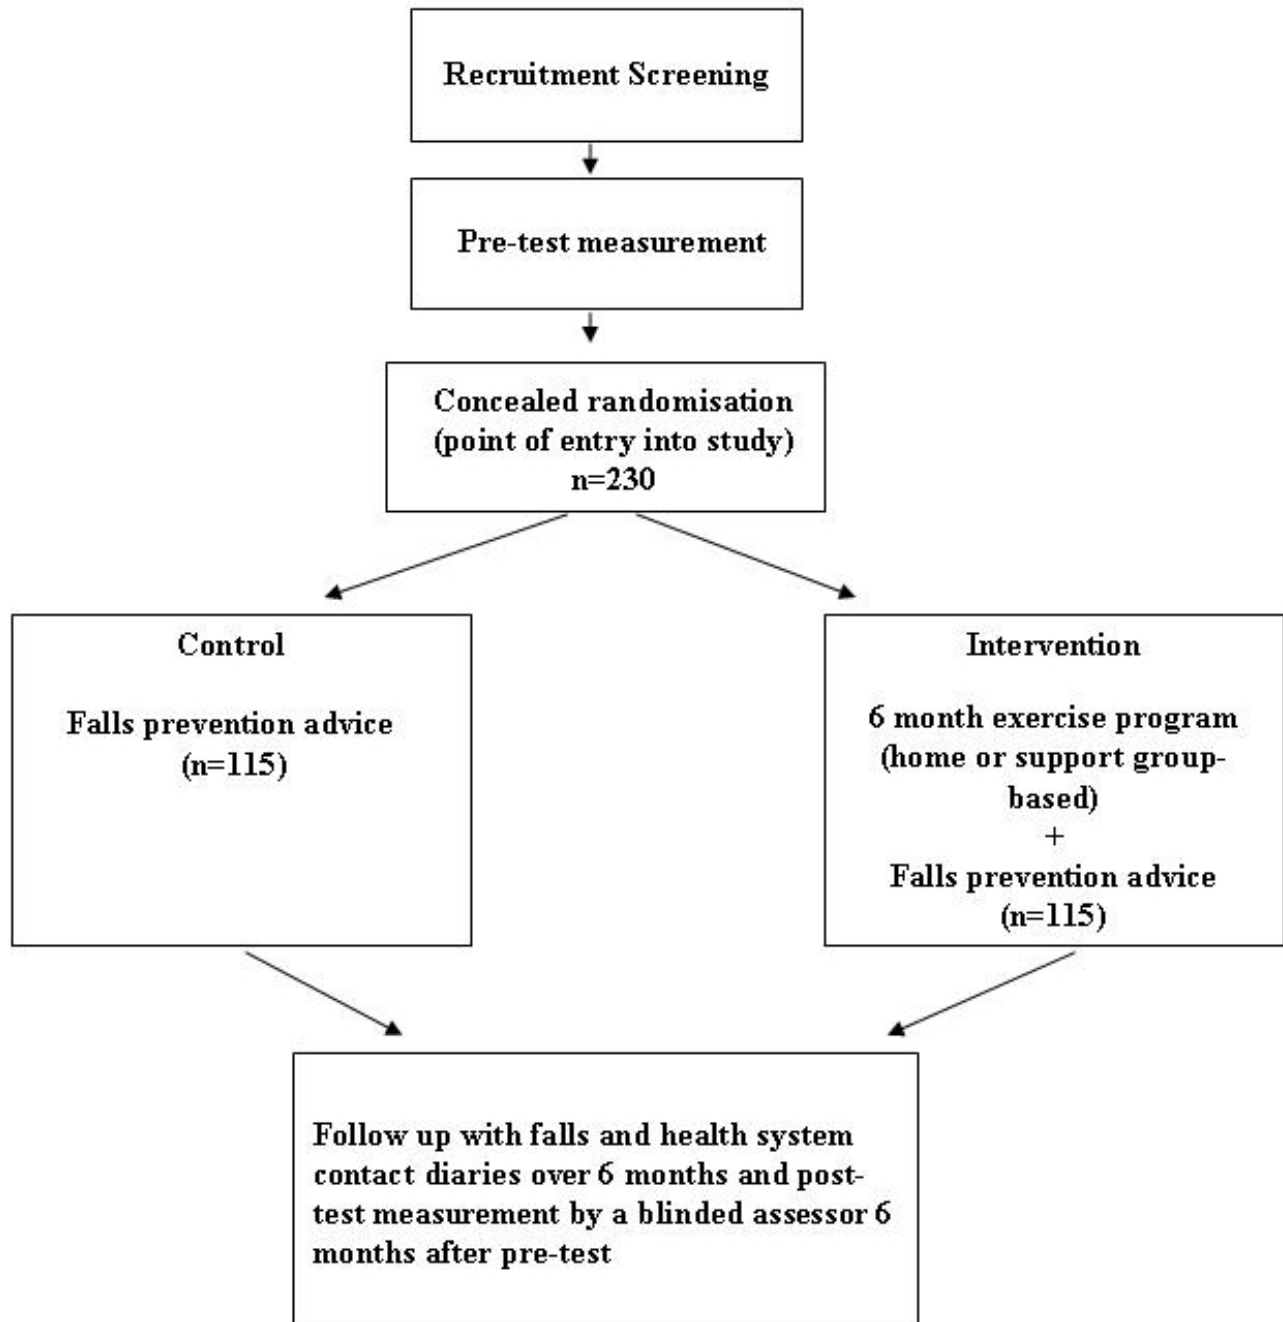 Recruitment Screening
Pre-test measurement
Concealed randomisation
(point of entry into study)
n=230
Control
Falls prevention advice
(n=115)
Intervention
6 month exercise program
(home or support group-
based)
+
Falls prevention advice
(n=115)
Follow up with falls and health system
contact diaries over 6 months and post-
test measurement by a blinded assessor 6
months after pre-test